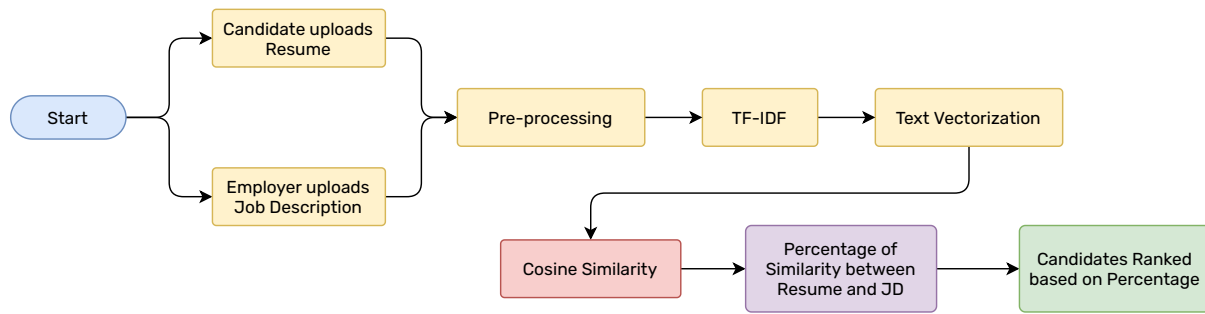 Start
Candidate uploads
Resume
Employer uploads
Job Description
Pre-processing
TF-IDF
Text Vectorization
Cosine Similarity
Percentage of
Similarity between
Resume and JD
Candidates Ranked
based on Percentage